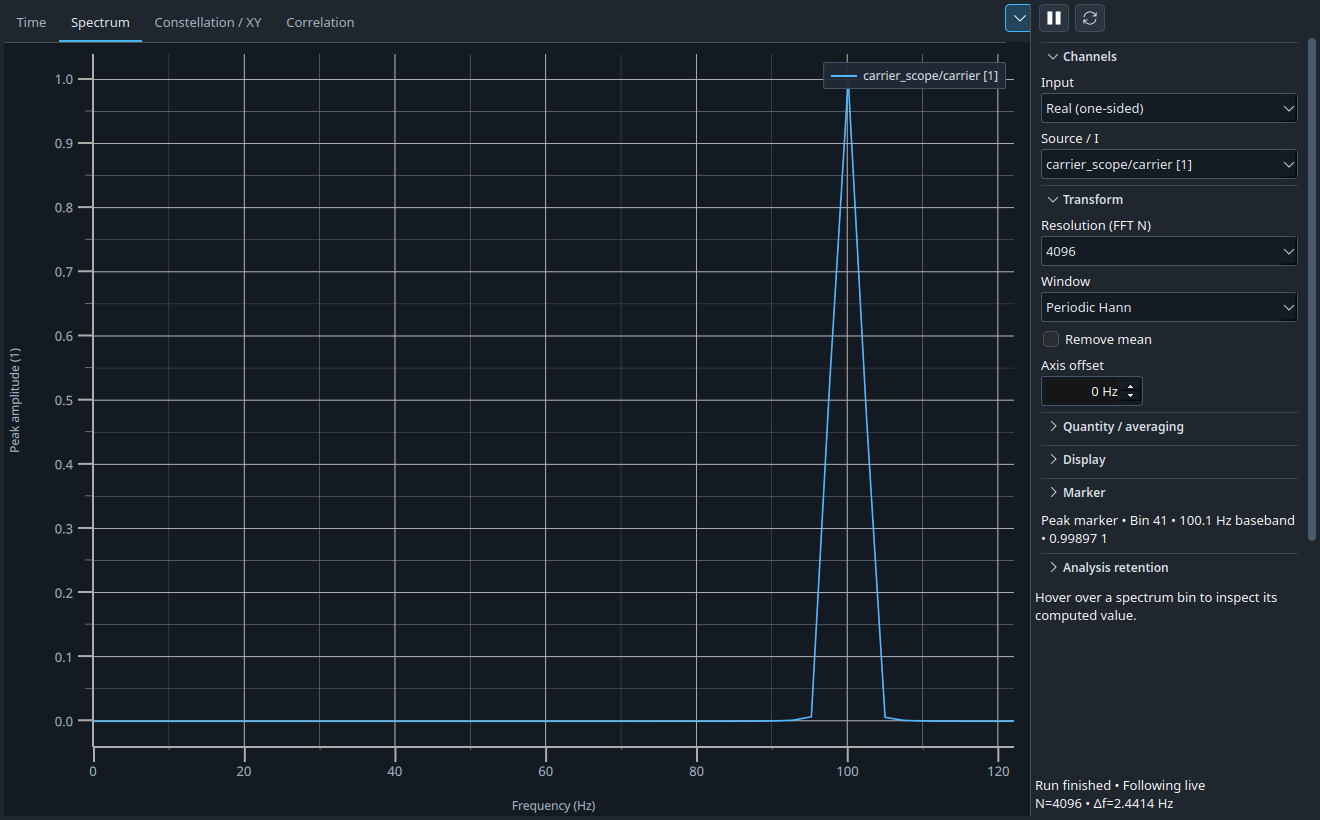 Time Spectrum Constellation / XY Correlation
carrier_scope/carrier [1]
1.0
0.9
0.8
0.7
0.6
0.5
0.4
0.3
0.2
0.1
0.0
Peak amplitude (1)
0 20 40 60 80 100 120
Frequency (Hz)
Channels
Input
Real (one-sided)
Source / I
carrier_scope/carrier [1]
Transform
Resolution (FFT N)
4096
Window
Periodic Hann
Remove mean
Axis offset
0 Hz
Quantity / averaging
Display
Marker
Peak marker • Bin 41 • 100.1 Hz baseband
• 0.99897 1
Analysis retention
Hover over a spectrum bin to inspect its
computed value.
Run finished • Following live
N=4096 • Δf=2.4414 Hz